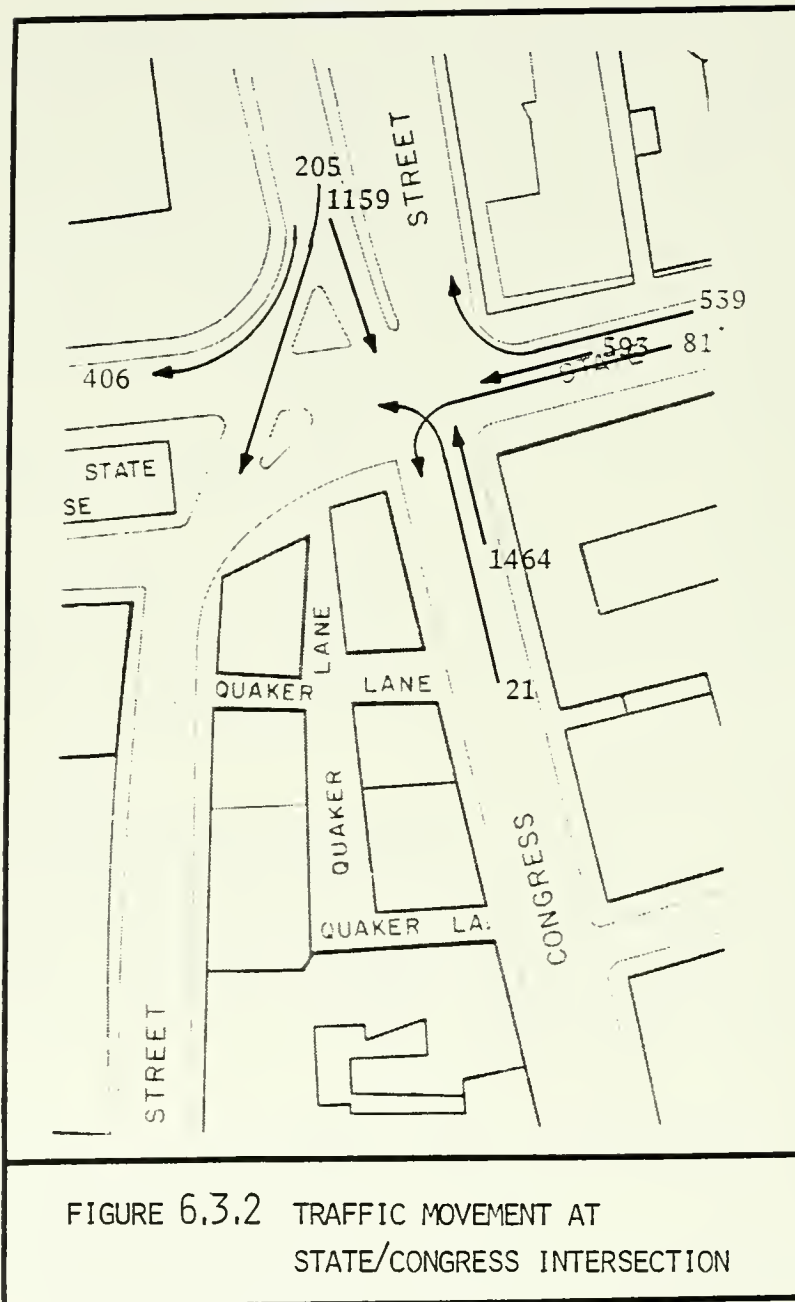 205
1159
STREET
539
593
81
STATE
406
STATE
SE
1464
LANE
QUAKER LANE
21
QUAKER
CONGRESS
QUAKER LA
STREET
FIGURE 6.3.2 TRAFFIC MOVEMENT AT
STATE/CONGRESS INTERSECTION